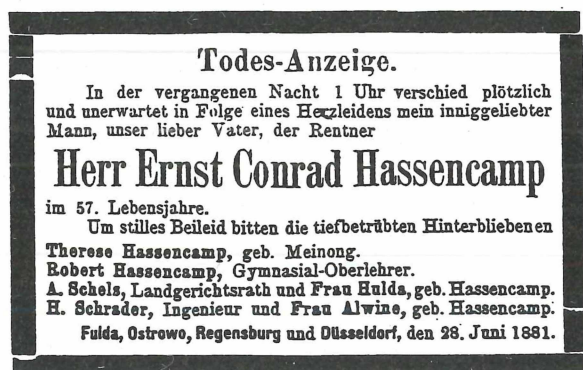 Todes-Anzeige.
In der vergangenen Nacht 1 Uhr verschied plötzlich
und unerwartet in Folge eines Herzleidens mein inniggeliebter
Mann, unser lieber Vater, der Rentner
Herr Ernst Conrad Hassencamp
im 57. Lebensjahre.
Um stilles Beileid bitten die tiefbetrübten Hinterbliebenen
Therese Hassencamp, geb. Meinong.
Robert Hassencamp, Gymnasial-Oberlehrer.
A. Schels, Landgerichtsrath und Frau Hulda, geb. Hassencamp.
H. Schrader, Ingenieur und Frau Alwine, geb. Hassencamp.
Fulda, Ostrowo, Regensburg und Düsseldorf, den 28. Juni 1881.